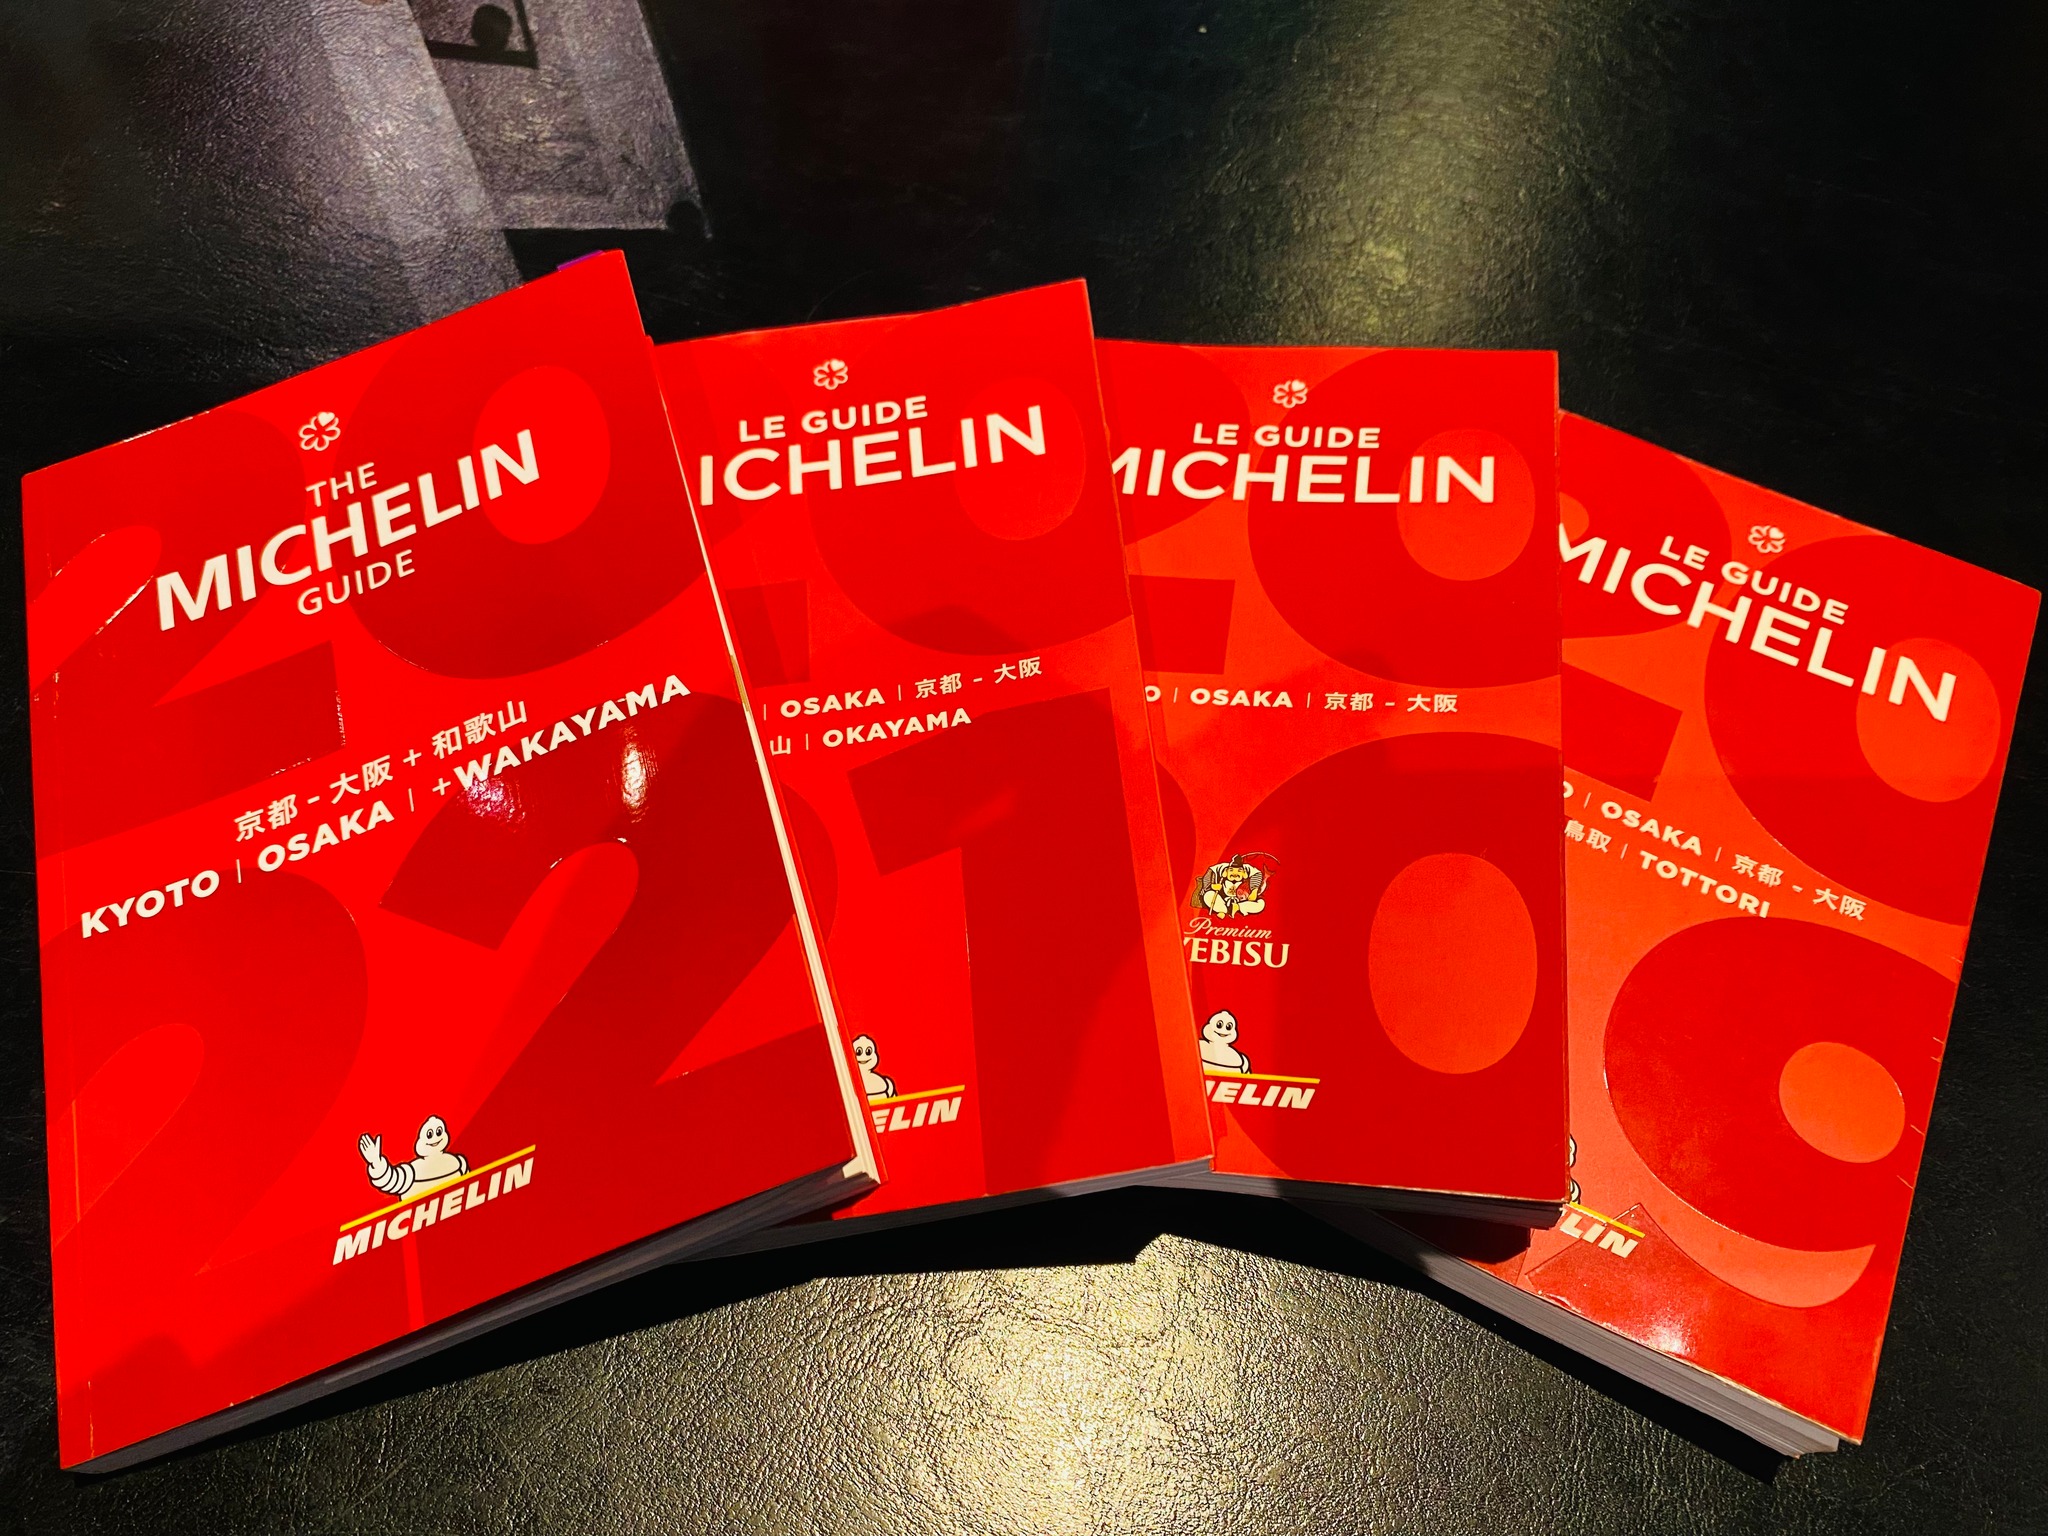 THE
MICHELIN
GUIDE
2022
京都 - 大阪 + 和歌山
KYOTO | OSAKA | +WAKAYAMA
MICHELIN
LE GUIDE
ICHELIN
| OSAKA | 京都 - 大阪
山 | OKAYAMA
ELIN
LE GUIDE
MICHELIN
O | OSAKA | 京都 - 大阪
Premium
YEBISU
ELIN
LE GUIDE
MICHELIN
O | OSAKA | 京都 - 大阪
鳥取 | TOTTORI
LIN